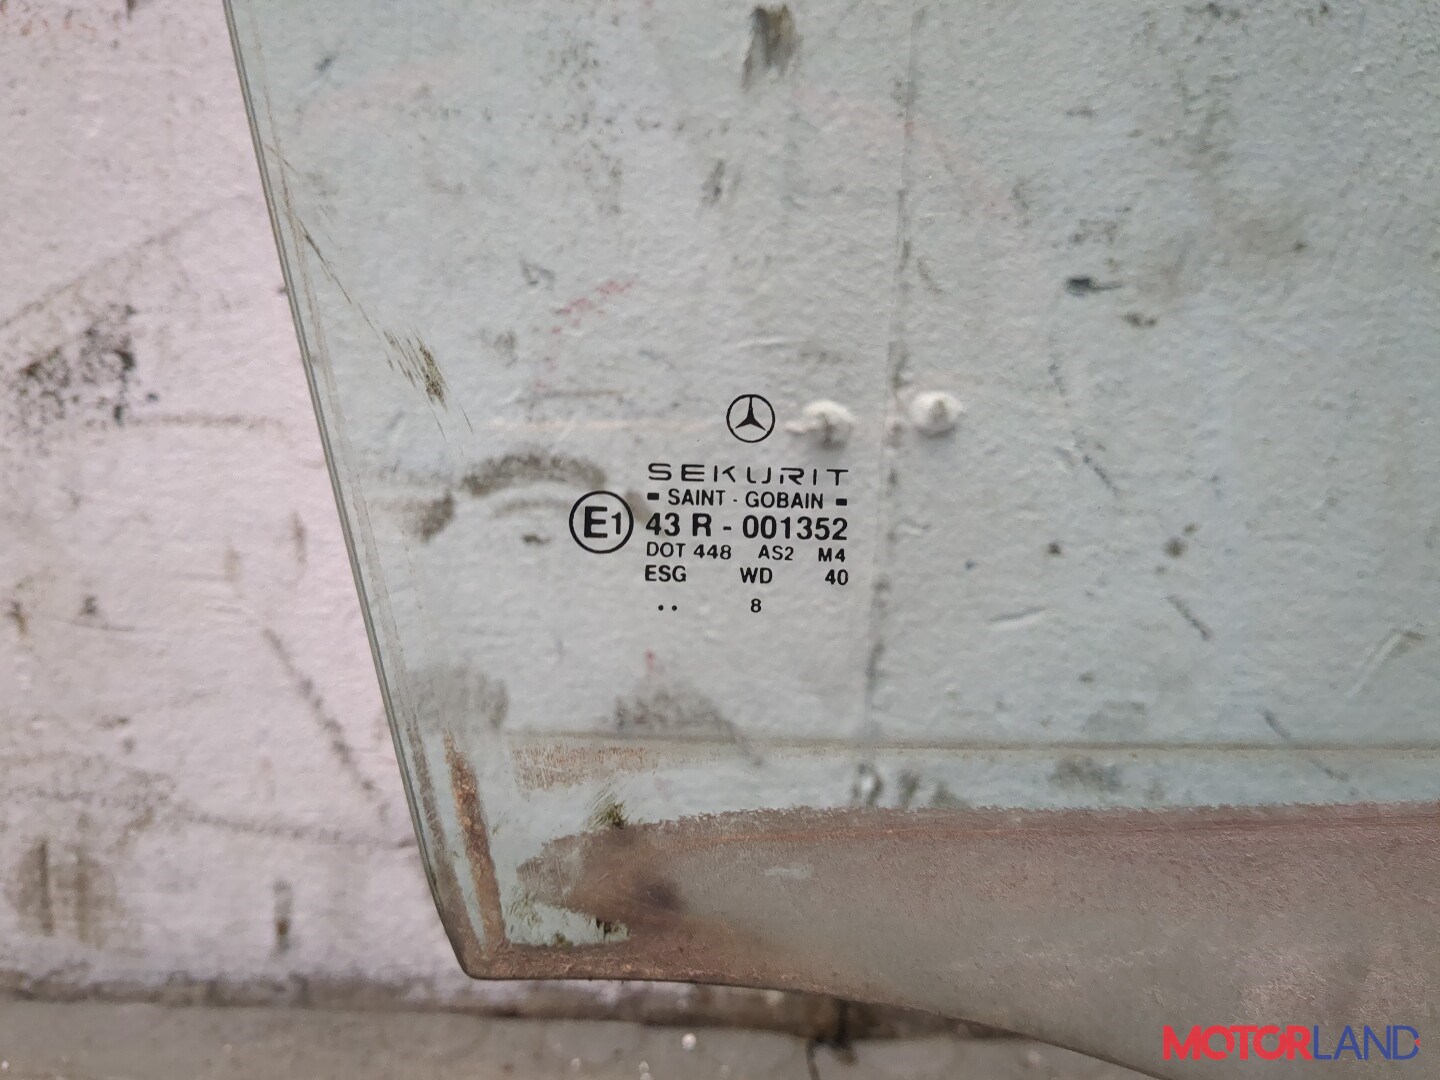 SEKURIT
SAINT - GOBAIN
E1 43 R - 001352
DOT 448 AS2 M4
ESG WD 40
.. 8
MOTORLAND